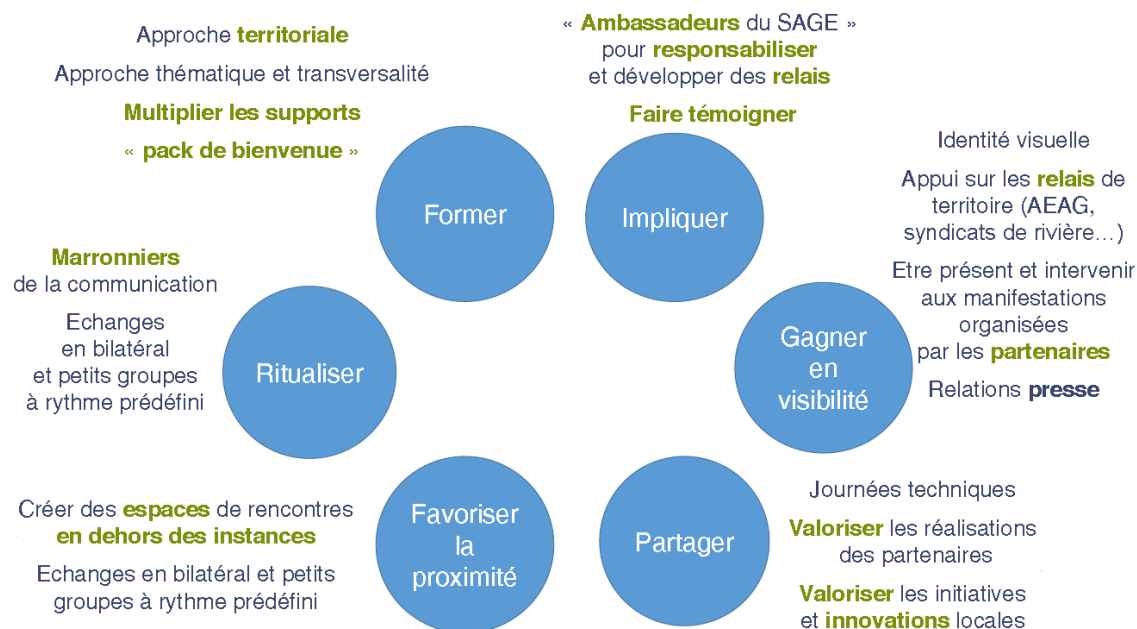 Approche territoriale
Approche thématique et transversalité
Multiplier les supports
« pack de bienvenue »
« Ambassadeurs du SAGE »
pour responsabiliser
et développer des relais
Faire témoigner
Former
Impliquer
Identité visuelle
Appui sur les relais de
territoire (AEAG,
syndicats de rivière...)
Etre présent et intervenir
aux manifestations
organisées
par les partenaires
Relations presse
Marronniers
de la communication
Echanges
en bilatéral
et petits groupes
à rythme prédéfini
Ritualiser
Gagner
en
visibilité
Créer des espaces de rencontres
en dehors des instances
Echanges en bilatéral et petits
groupes à rythme prédéfini
Favoriser
la
proximité
Partager
Journées techniques
Valoriser les réalisations
des partenaires
Valoriser les initiatives
et innovations locales